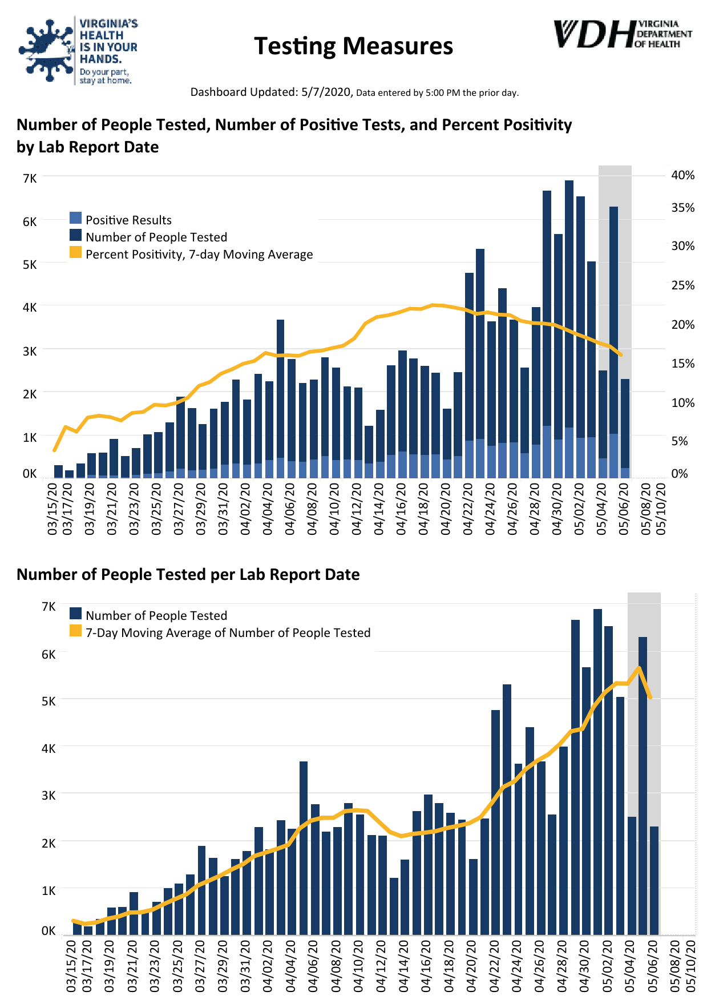 VIRGINIA'S
HEALTH
IS IN YOUR
HANDS.
Do your part,
stay at home.
Testing Measures
VDH VIRGINIA
DEPARTMENT
OF HEALTH
Dashboard Updated: 5/7/2020, Data entered by 5:00 PM the prior day.
Number of People Tested, Number of Positive Tests, and Percent Positivity
by Lab Report Date
7K
6K
5K
4K
3K
2K
1K
0K
Positive Results
Number of People Tested
Percent Positivity, 7-day Moving Average
40%
35%
30%
25%
20%
15%
10%
5%
0%
03/15/20
03/17/20
03/19/20
03/21/20
03/23/20
03/25/20
03/27/20
03/29/20
03/31/20
04/02/20
04/04/20
04/06/20
04/08/20
04/10/20
04/12/20
04/14/20
04/16/20
04/18/20
04/20/20
04/22/20
04/24/20
04/26/20
04/28/20
04/30/20
05/02/20
05/04/20
05/06/20
05/08/20
05/10/20
Number of People Tested per Lab Report Date
7K
6K
5K
4K
3K
2K
1K
0K
Number of People Tested
7-Day Moving Average of Number of People Tested
03/15/20
03/17/20
03/19/20
03/21/20
03/23/20
03/25/20
03/27/20
03/29/20
03/31/20
04/02/20
04/04/20
04/06/20
04/08/20
04/10/20
04/12/20
04/14/20
04/16/20
04/18/20
04/20/20
04/22/20
04/24/20
04/26/20
04/28/20
04/30/20
05/02/20
05/04/20
05/06/20
05/08/20
05/10/20